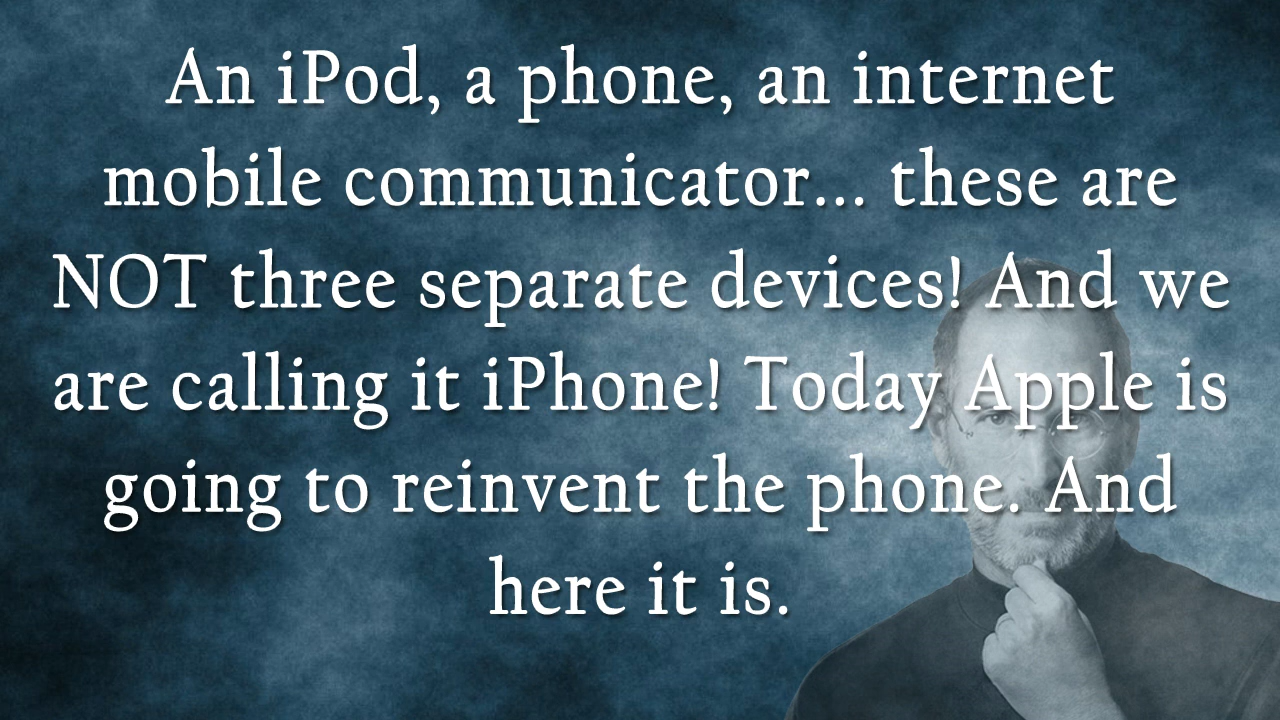 An iPod, a phone, an internet
mobile communicator... these are
NOT three separate devices! And we
are calling it iPhone! Today Apple is
going to reinvent the phone. And
here it is.